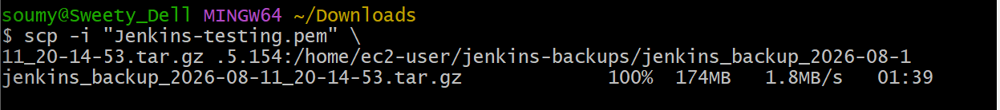 soumy@Sweety_Dell MINGW64 ~/Downloads
$ scp -i "Jenkins-testing.pem" \
11_20-14-53.tar.gz .5.154:/home/ec2-user/jenkins-backups/jenkins_backup_2026-08-1
jenkins_backup_2026-08-11_20-14-53.tar.gz 100% 174MB 1.8MB/s 01:39